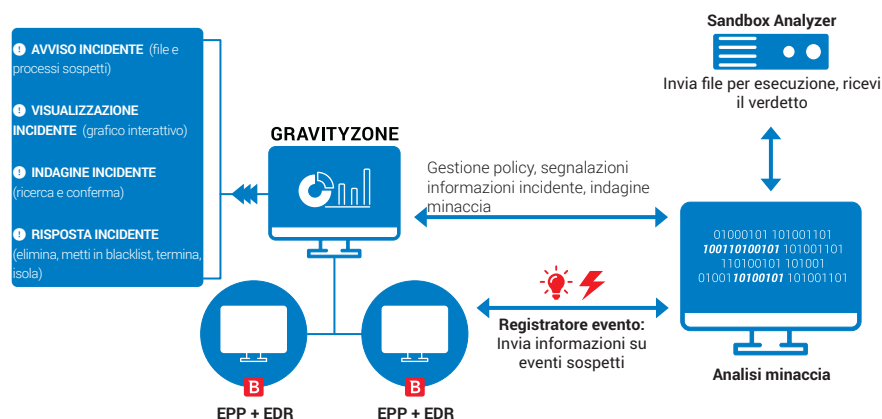 ! AVVISO INCIDENTE (file e
processi sospetti)
! VISUALIZZAZIONE
INCIDENTE (grafico interattivo)
! INDAGINE INCIDENTE
(ricerca e conferma)
! RISPOSTA INCIDENTE
(elimina, metti in blacklist, termina,
isola)
GRAVITYZONE
B
EPP + EDR
B
EPP + EDR
Gestione policy, segnalazioni
informazioni incidente, indagine
minaccia
Registratore evento:
Invia informazioni su
eventi sospetti
Sandbox Analyzer
Invia file per esecuzione, ricevi
il verdetto
01000101 101001101
100110100101 101001101
110100101 101001
0100110100101 101001101
Analisi minaccia